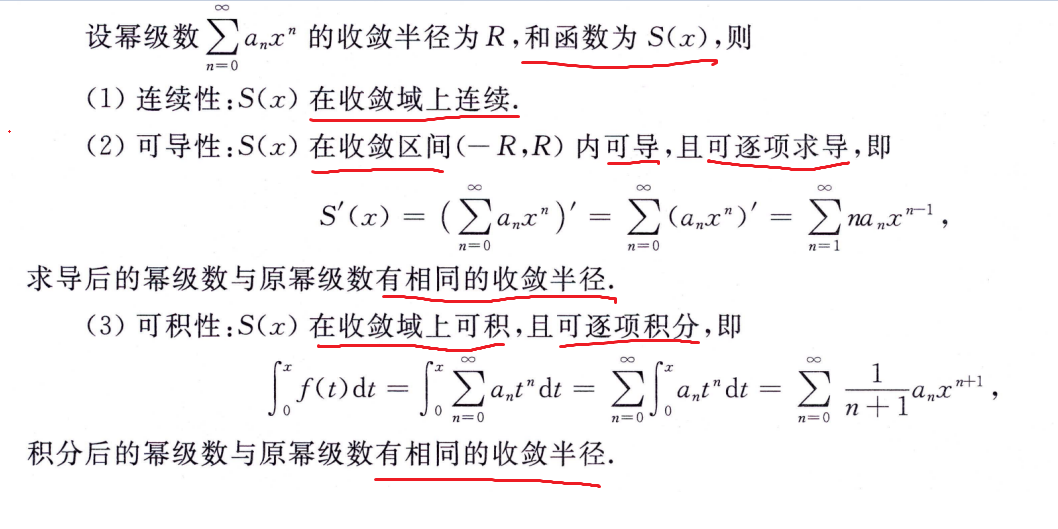 设幂级数 $\sum_{n=0}^{\infty} a_n x^n$ 的收敛半径为 R,和函数为 S(x),则
(1) 连续性:S(x) 在收敛域上连续.
(2) 可导性:S(x) 在收敛区间(-R,R) 内可导,且可逐项求导,即
$S'(x) = (\sum_{n=0}^{\infty} a_n x^n)' = \sum_{n=0}^{\infty} (a_n x^n)' = \sum_{n=1}^{\infty} n a_n x^{n-1},$
求导后的幂级数与原幂级数有相同的收敛半径.
(3) 可积性:S(x) 在收敛域上可积,且可逐项积分,即
$\int_0^x f(t)dt = \int_0^x \sum_{n=0}^{\infty} a_n t^n dt = \sum_{n=0}^{\infty} \int_0^x a_n t^n dt = \sum_{n=0}^{\infty} \frac{1}{n+1} a_n x^{n+1},$
积分后的幂级数与原幂级数有相同的收敛半径.